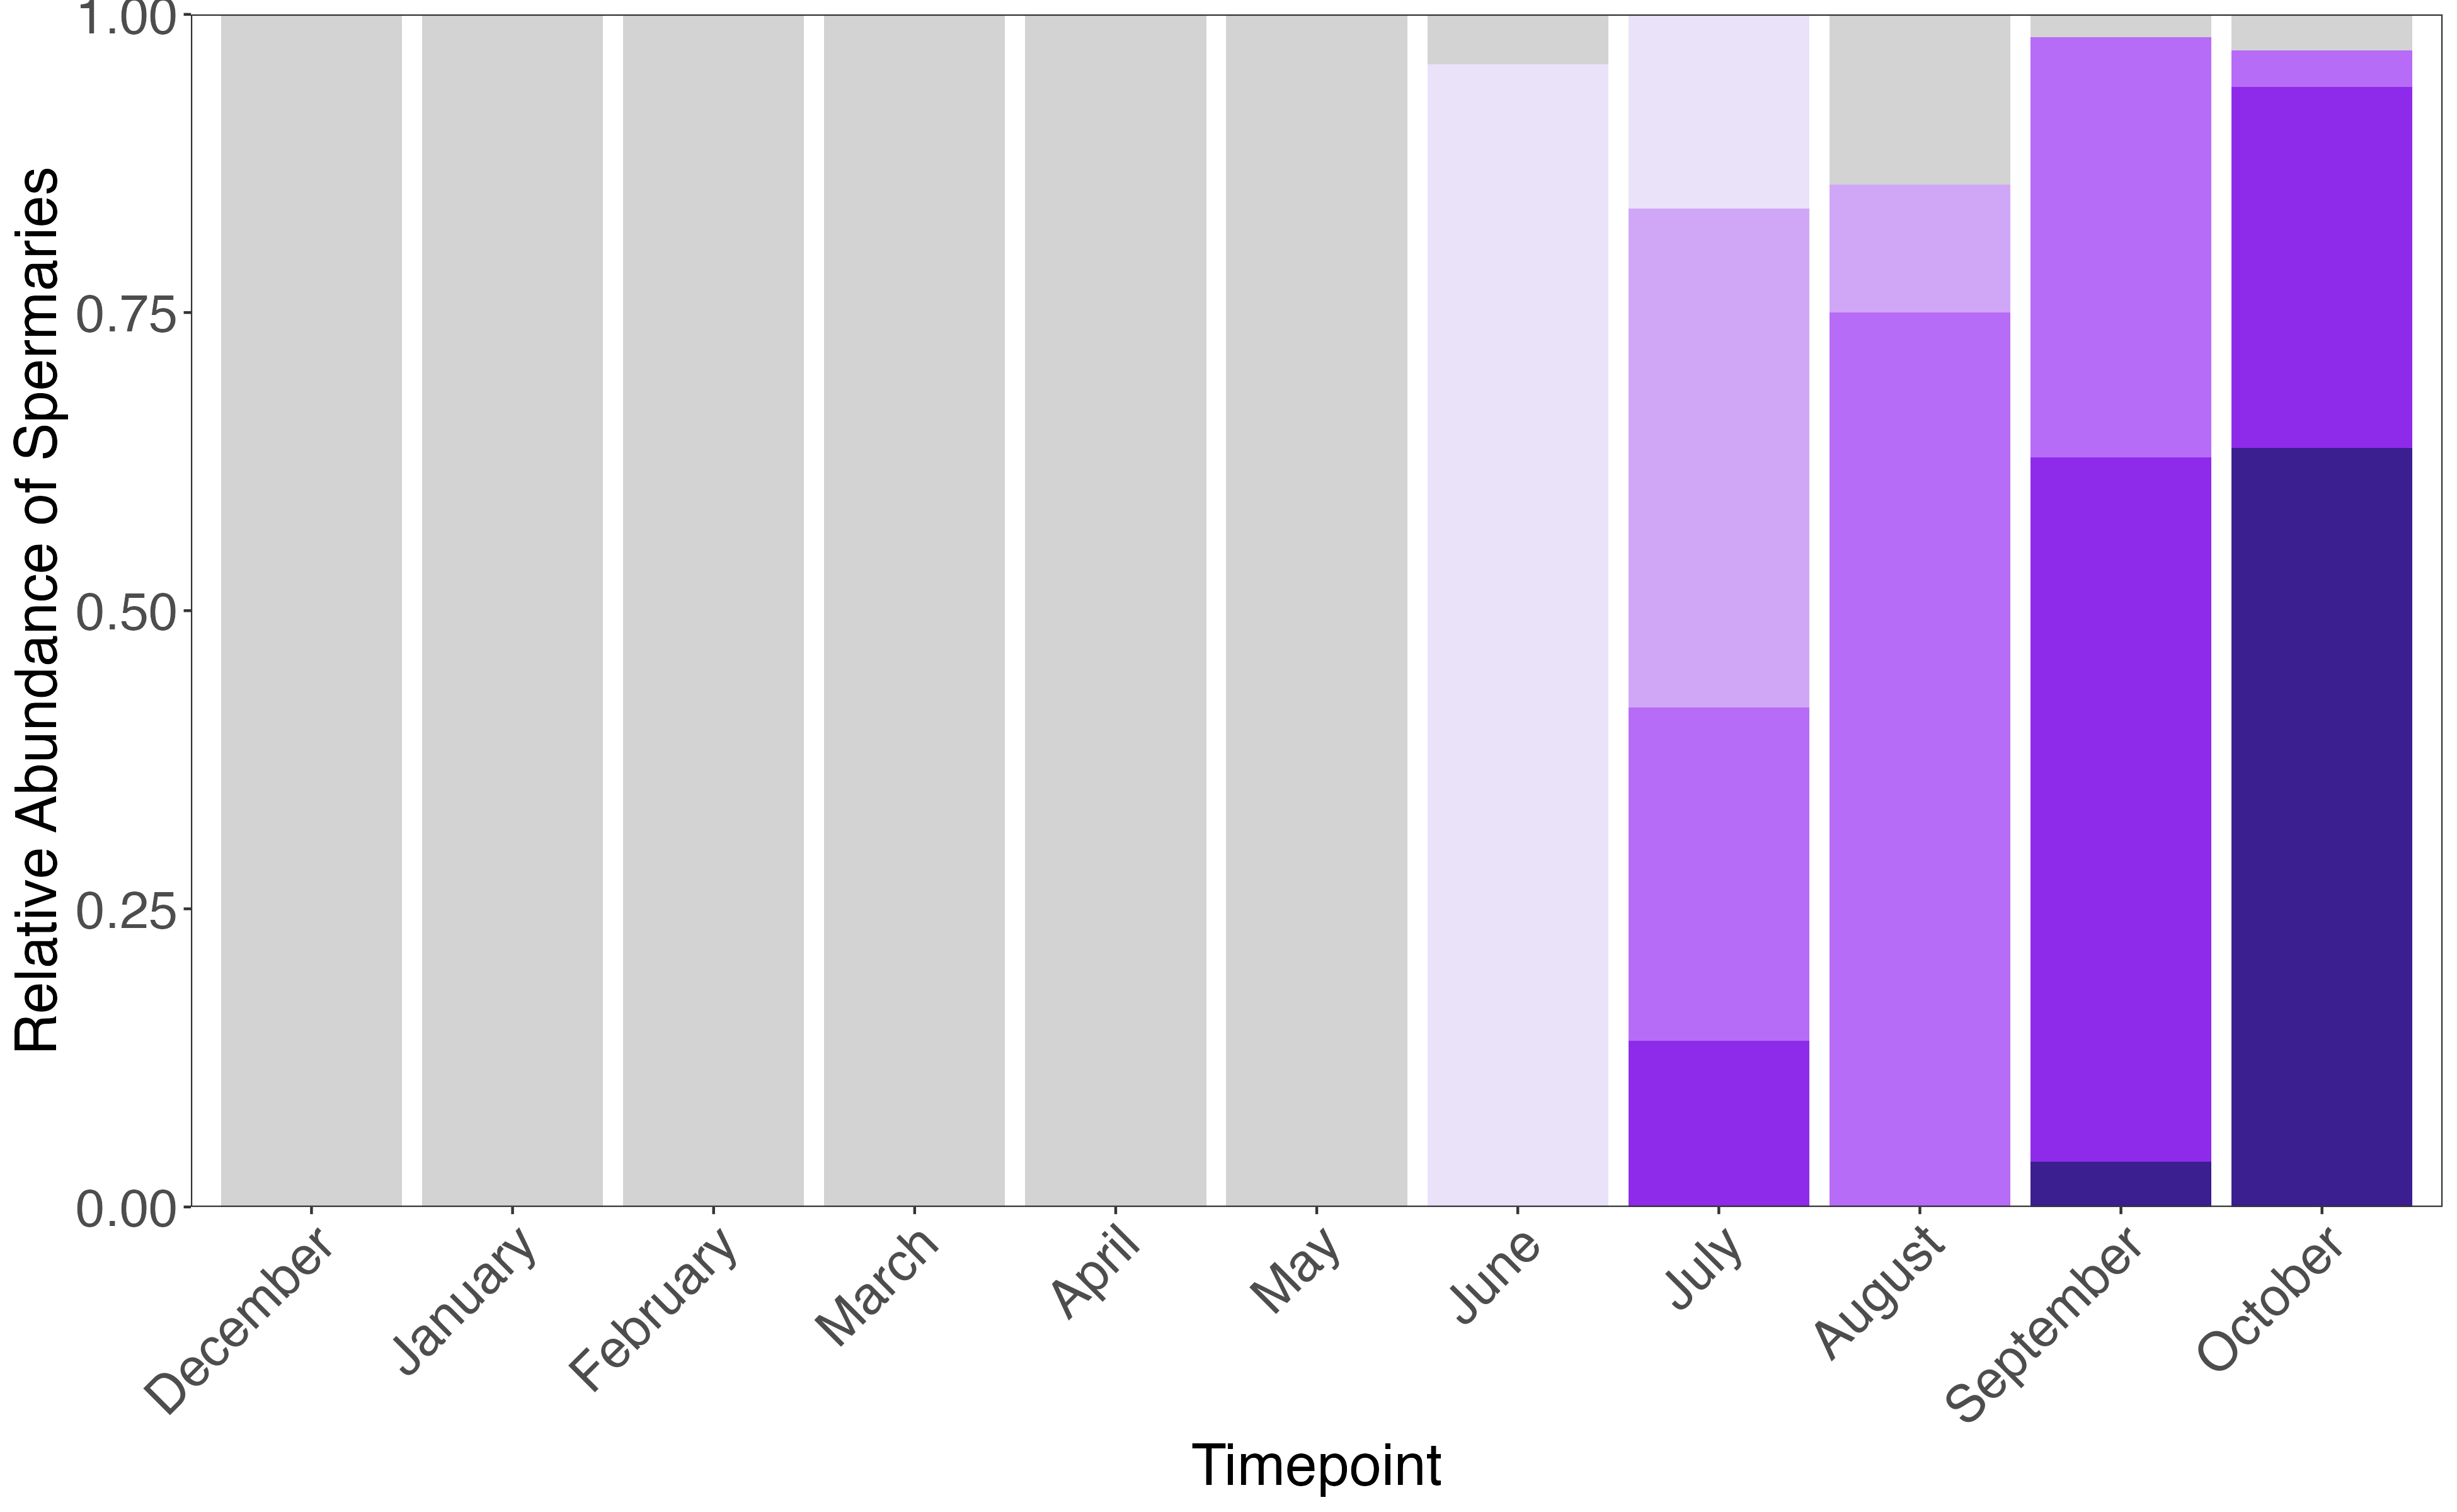 Relative Abundance of Spermaries
1.00
0.75
0.50
0.25
0.00
December
January
February
March
April
May
June
July
August
September
October
Timepoint